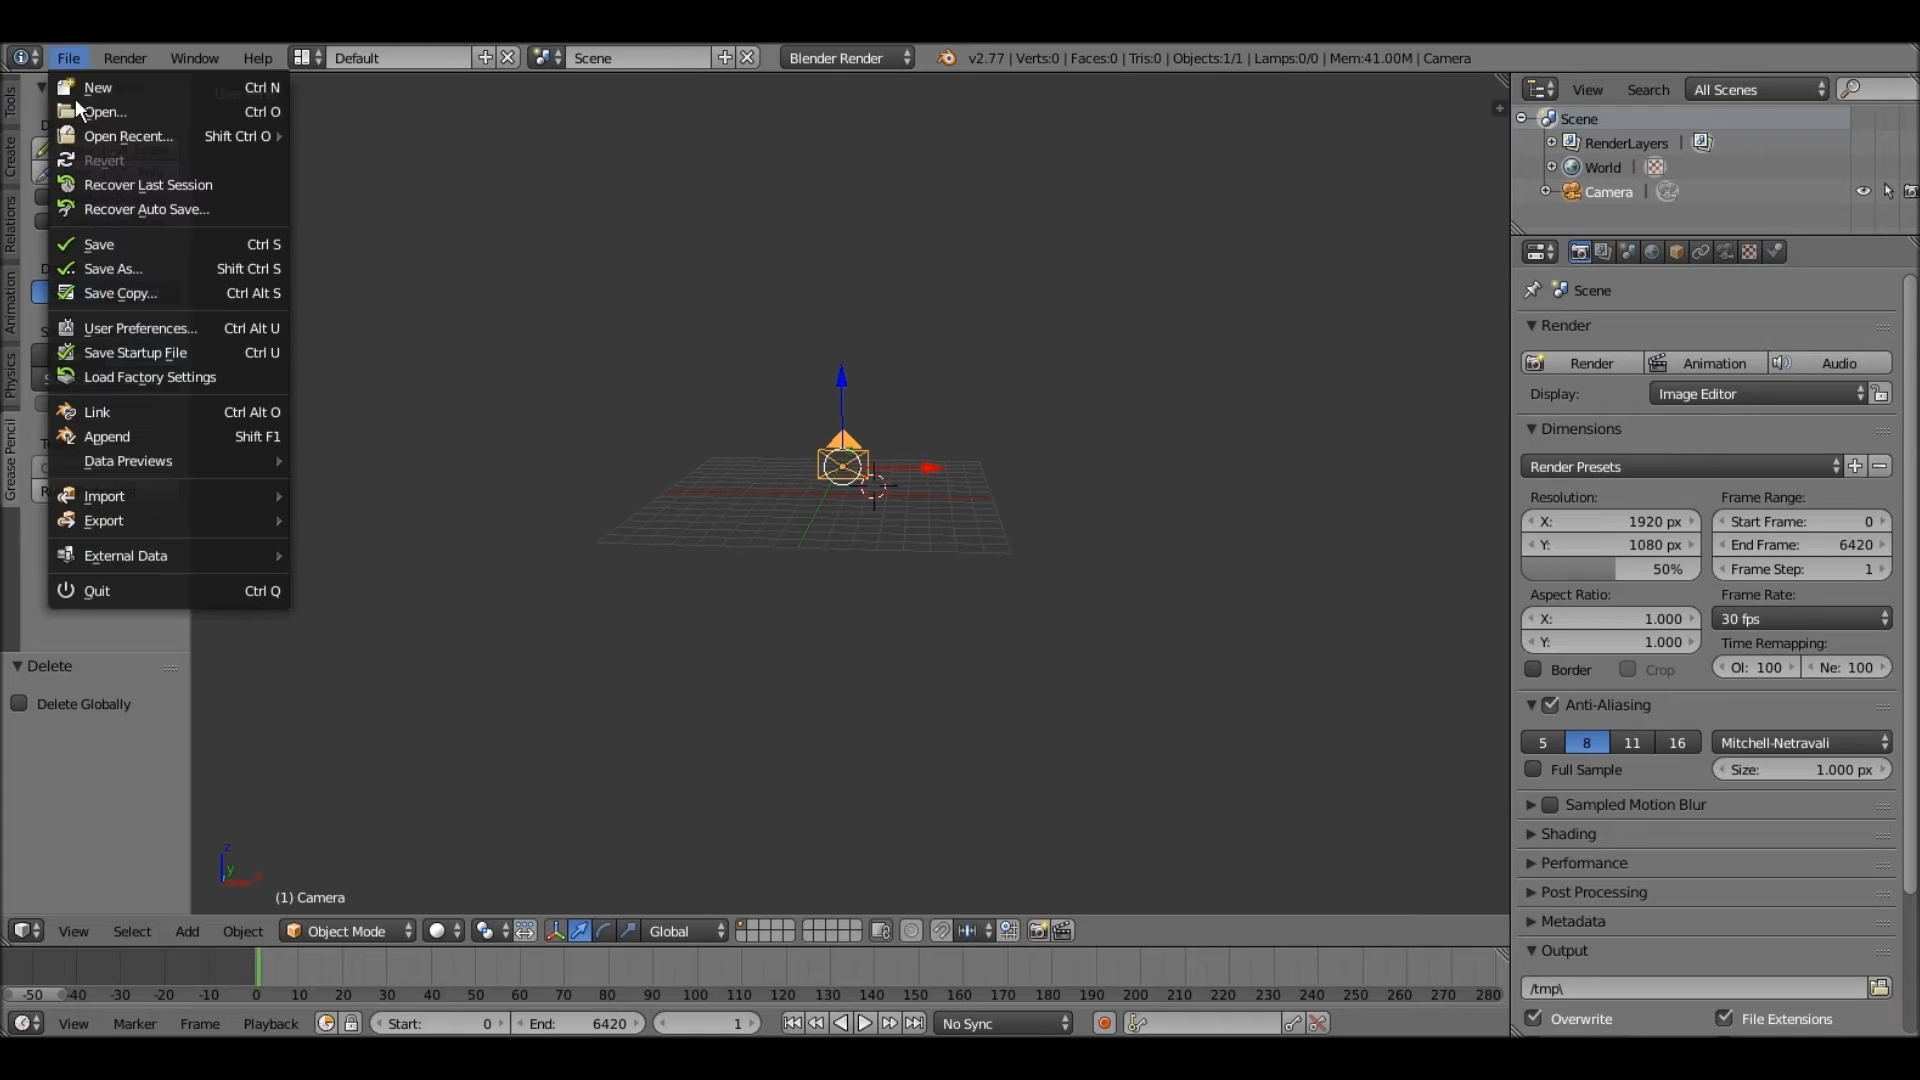 File Render Window Help Default Scene Blender Render v2.77 | Verts:0 | Faces:0 | Tris:0 | Objects:1/1 | Lamps:0/0 | Mem:41.00M | Camera
New Ctrl N
Open... Ctrl O
Open Recent... Shift Ctrl O
Revert
Recover Last Session
Recover Auto Save...
Save Ctrl S
Save As... Shift Ctrl S
Save Copy... Ctrl Alt S
User Preferences... Ctrl Alt U
Save Startup File Ctrl U
Load Factory Settings
Link Ctrl Alt O
Append Shift F1
Data Previews
Import
Export
External Data
Quit Ctrl Q
Tools
Create
Relations
Animation
Physics
Grease Pencil
Delete
Delete Globally
z
y
(1) Camera
View Select Add Object Object Mode Global
-50 -40 -30 -20 -10 0 10 20 30 40 50 60 70 80 90 100 110 120 130 140 150 160 170 180 190 200 210 220 230 240 250 260 270 280
View Marker Frame Playback Start: 0 End: 6420 1 No Sync
View Search All Scenes
Scene
RenderLayers |
World |
Camera |
Scene
Render
Render Animation Audio
Display: Image Editor
Dimensions
Render Presets
Resolution: Frame Range:
X: 1920 px Start Frame: 0
Y: 1080 px End Frame: 6420
50% Frame Step: 1
Aspect Ratio: Frame Rate:
X: 1.000 30 fps
Y: 1.000 Time Remapping:
Border Crop Ol: 100 Ne: 100
Anti-Aliasing
5 8 11 16 Mitchell-Netravali
Full Sample Size: 1.000 px
Sampled Motion Blur
Shading
Performance
Post Processing
Metadata
Output
/tmp\
Overwrite File Extensions